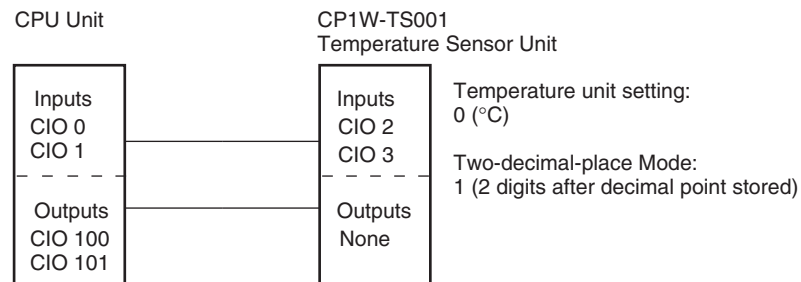 CPU Unit
CP1W-TS001
Temperature Sensor Unit
Inputs
CIO 0
CIO 1
Outputs
CIO 100
CIO 101
Inputs
CIO 2
CIO 3
Outputs
None
Temperature unit setting:
0 (°C)
Two-decimal-place Mode:
1 (2 digits after decimal point stored)